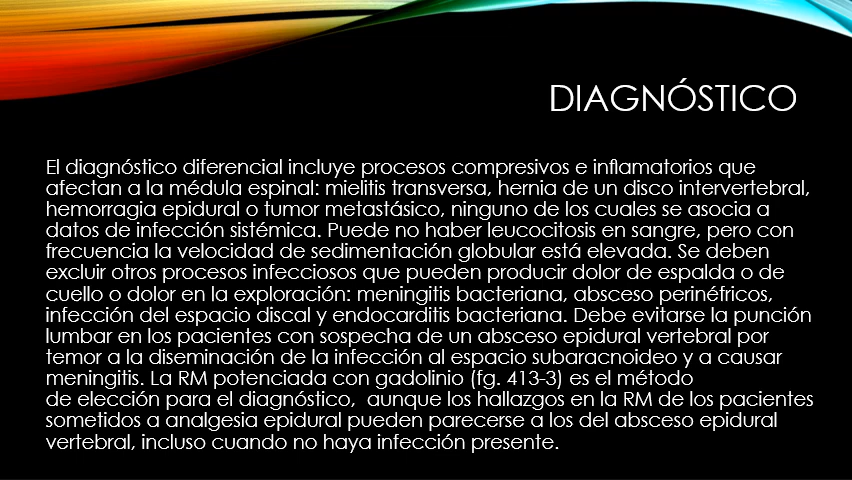 DIAGNÓSTICO
El diagnóstico diferencial incluye procesos compresivos e inflamatorios que
afectan a la médula espinal: mielitis transversa, hernia de un disco intervertebral,
hemorragia epidural o tumor metastásico, ninguno de los cuales se asocia a
datos de infección sistémica. Puede no haber leucocitosis en sangre, pero con
frecuencia la velocidad de sedimentación globular está elevada. Se deben
excluir otros procesos infecciosos que pueden producir dolor de espalda o de
cuello o dolor en la exploración: meningitis bacteriana, absceso perinéfricos,
infección del espacio discal y endocarditis bacteriana. Debe evitarse la punción
lumbar en los pacientes con sospecha de un absceso epidural vertebral por
temor a la diseminación de la infección al espacio subaracnoideo y a causar
meningitis. La RM potenciada con gadolinio (fg. 413-3) es el método
de elección para el diagnóstico, aunque los hallazgos en la RM de los pacientes
sometidos a analgesia epidural pueden parecerse a los del absceso epidural
vertebral, incluso cuando no haya infección presente.